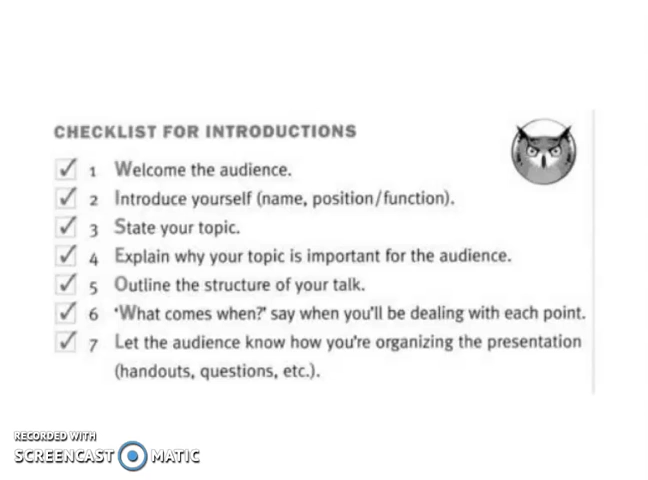 CHECKLIST FOR INTRODUCTIONS
1 Welcome the audience.
2 Introduce yourself (name, position/function).
3 State your topic.
4 Explain why your topic is important for the audience.
5 Outline the structure of your talk.
6 'What comes when?' say when you'll be dealing with each point.
7 Let the audience know how you're organizing the presentation
(handouts, questions, etc.).
RECORDED WITH
SCREENCAST MATIC